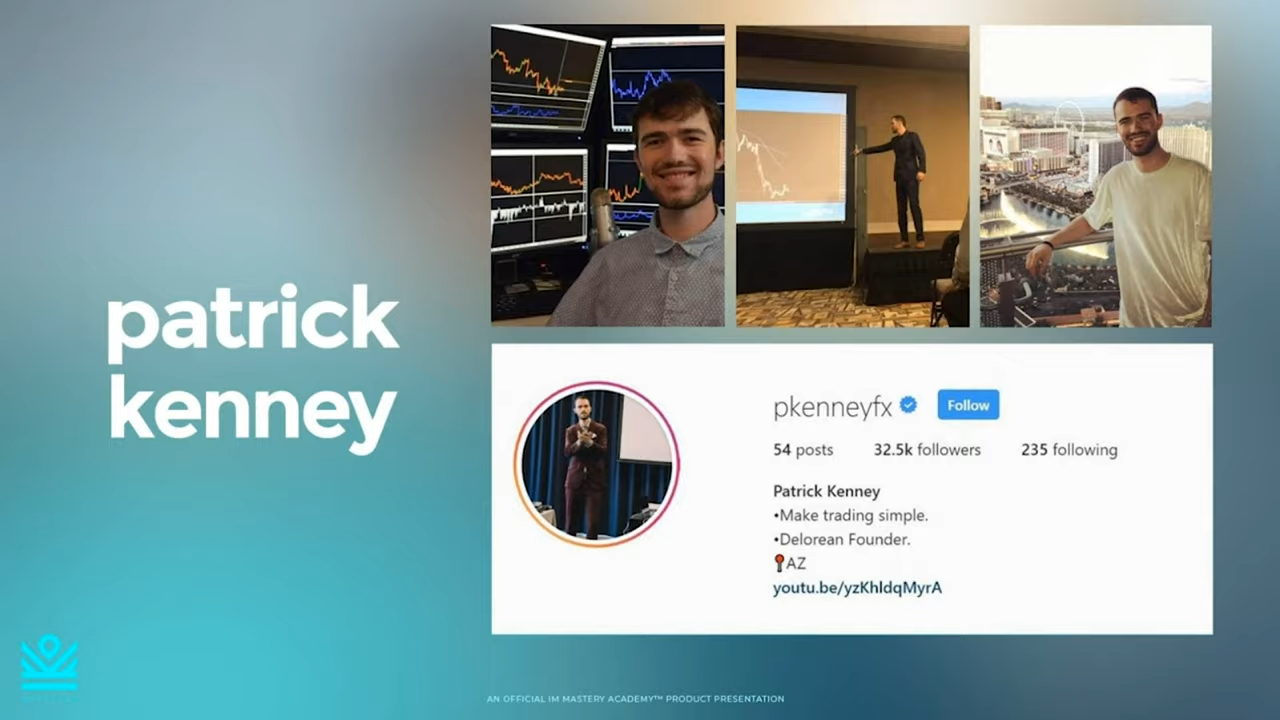 patrick
kenney
pkenneyfx Follow
54 posts 32.5k followers 235 following
Patrick Kenney
•Make trading simple.
•Delorean Founder.
📍AZ
youtu.be/yzKhldqMyrA
AN OFFICIAL IM MASTERY ACADEMY™ PRODUCT PRESENTATION